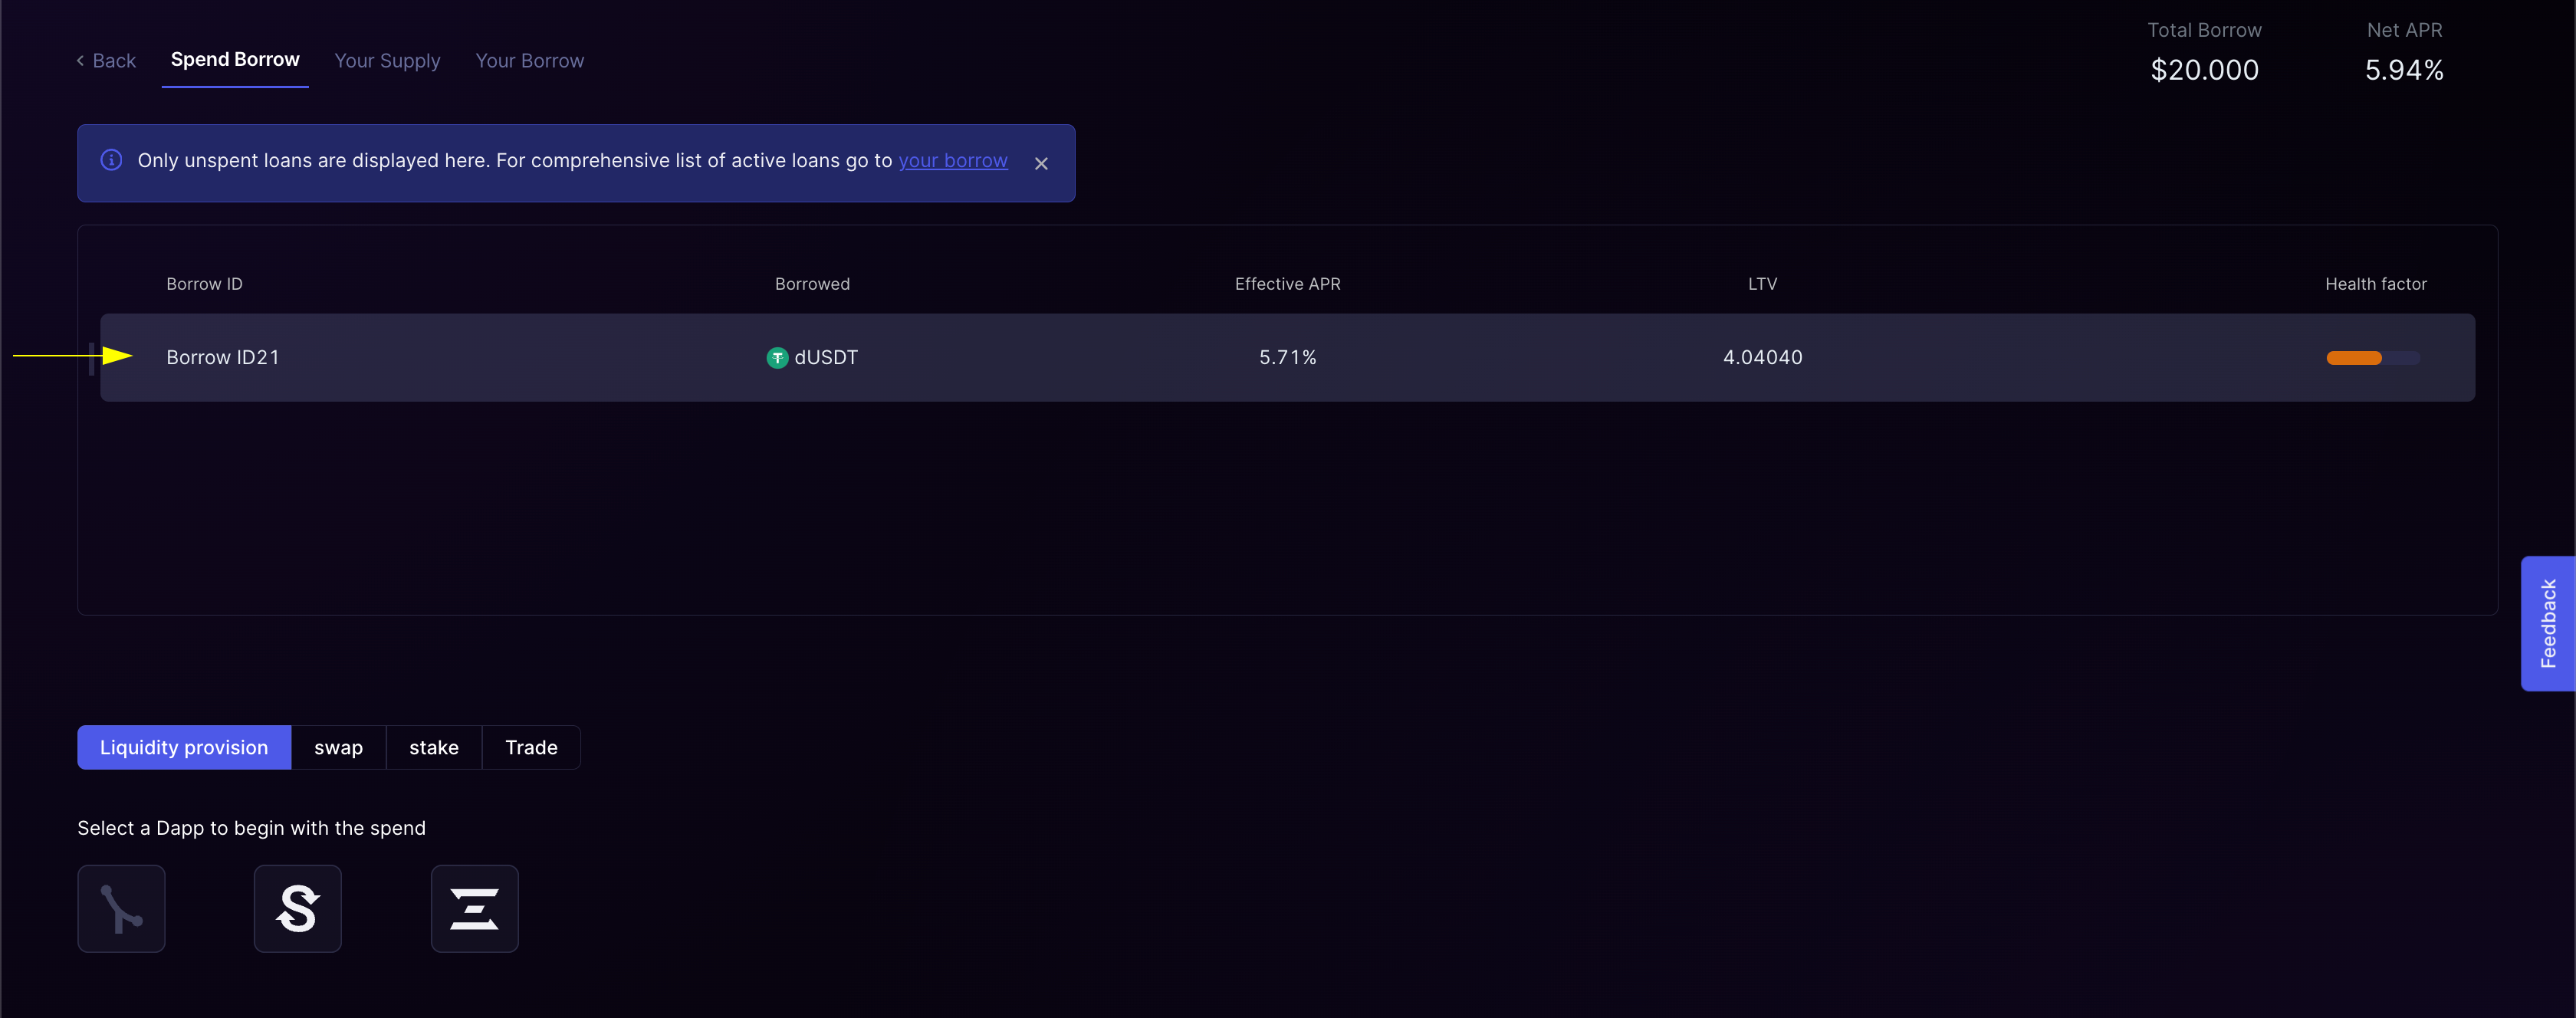 Back
Spend Borrow
Your Supply
Your Borrow
Total Borrow
$20.000
Net APR
5.94%
Only unspent loans are displayed here. For comprehensive list of active loans go to your borrow
Borrow ID
Borrowed
Effective APR
LTV
Health factor
Borrow ID21
dUSDT
5.71%
4.04040
Feedback
Liquidity provision
swap
stake
Trade
Select a Dapp to begin with the spend